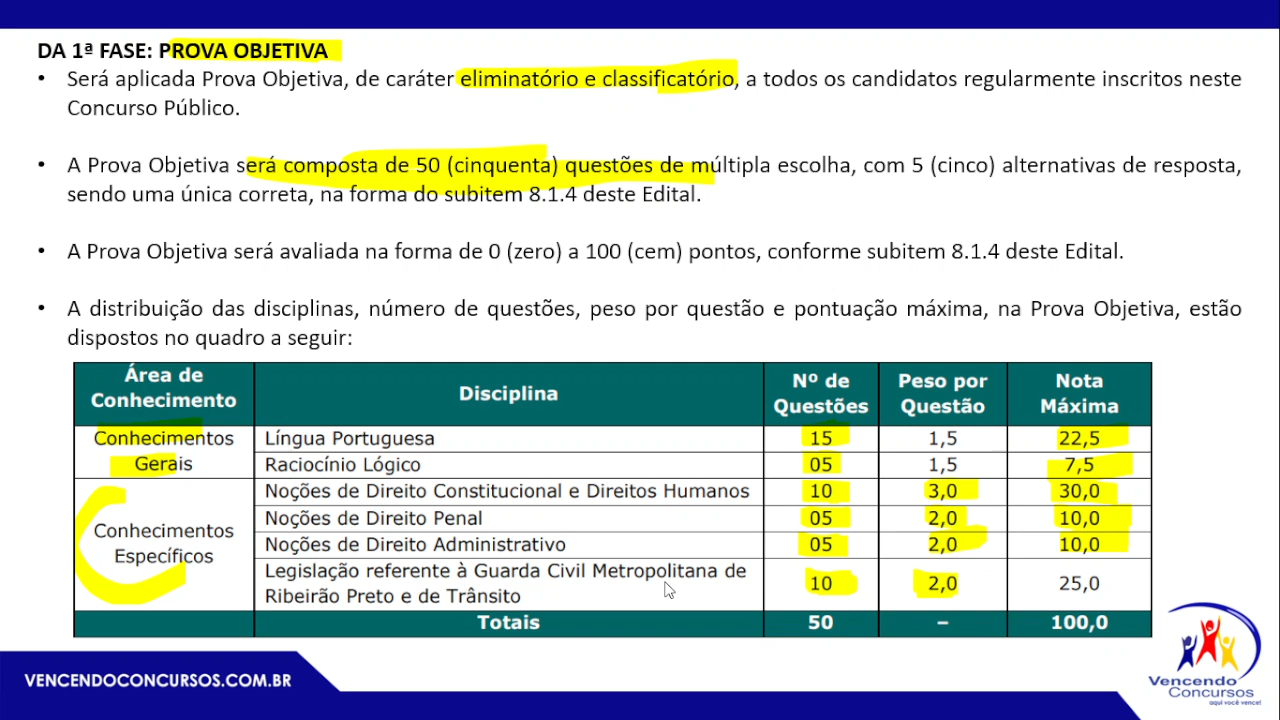 DA 1ª FASE: PROVA OBJETIVA
• Será aplicada Prova Objetiva, de caráter eliminatório e classificatório, a todos os candidatos regularmente inscritos neste
Concurso Público.
• A Prova Objetiva será composta de 50 (cinquenta) questões de múltipla escolha, com 5 (cinco) alternativas de resposta,
sendo uma única correta, na forma do subitem 8.1.4 deste Edital.
• A Prova Objetiva será avaliada na forma de 0 (zero) a 100 (cem) pontos, conforme subitem 8.1.4 deste Edital.
• A distribuição das disciplinas, número de questões, peso por questão e pontuação máxima, na Prova Objetiva, estão
dispostos no quadro a seguir:
Área de Conhecimento Disciplina Nº de Questões Peso por Questão Nota Máxima
Conhecimentos Gerais
Língua Portuguesa 15 1,5 22,5
Raciocínio Lógico 05 1,5 7,5
Conhecimentos Específicos
Noções de Direito Constitucional e Direitos Humanos 10 3,0 30,0
Noções de Direito Penal 05 2,0 10,0
Noções de Direito Administrativo 05 2,0 10,0
Legislação referente à Guarda Civil Metropolitana de
Ribeirão Preto e de Trânsito 10 2,0 25,0
Totais 50 – 100,0
VENCENDOCONCURSOS.COM.BR
Vencendo
Concursos
aqui você vence!